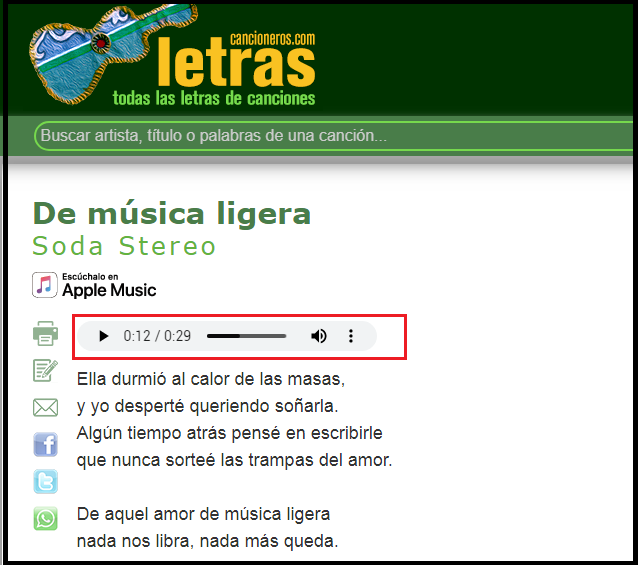 cancioneros.com
letras
todas las letras de canciones
Buscar artista, título o palabras de una canción...
De música ligera
Soda Stereo
Escúchalo en
Apple Music
0:12 / 0:29
Ella durmió al calor de las masas,
y yo desperté queriendo soñarla.
Algún tiempo atrás pensé en escribirle
que nunca sorteé las trampas del amor.
De aquel amor de música ligera
nada nos libra, nada más queda.